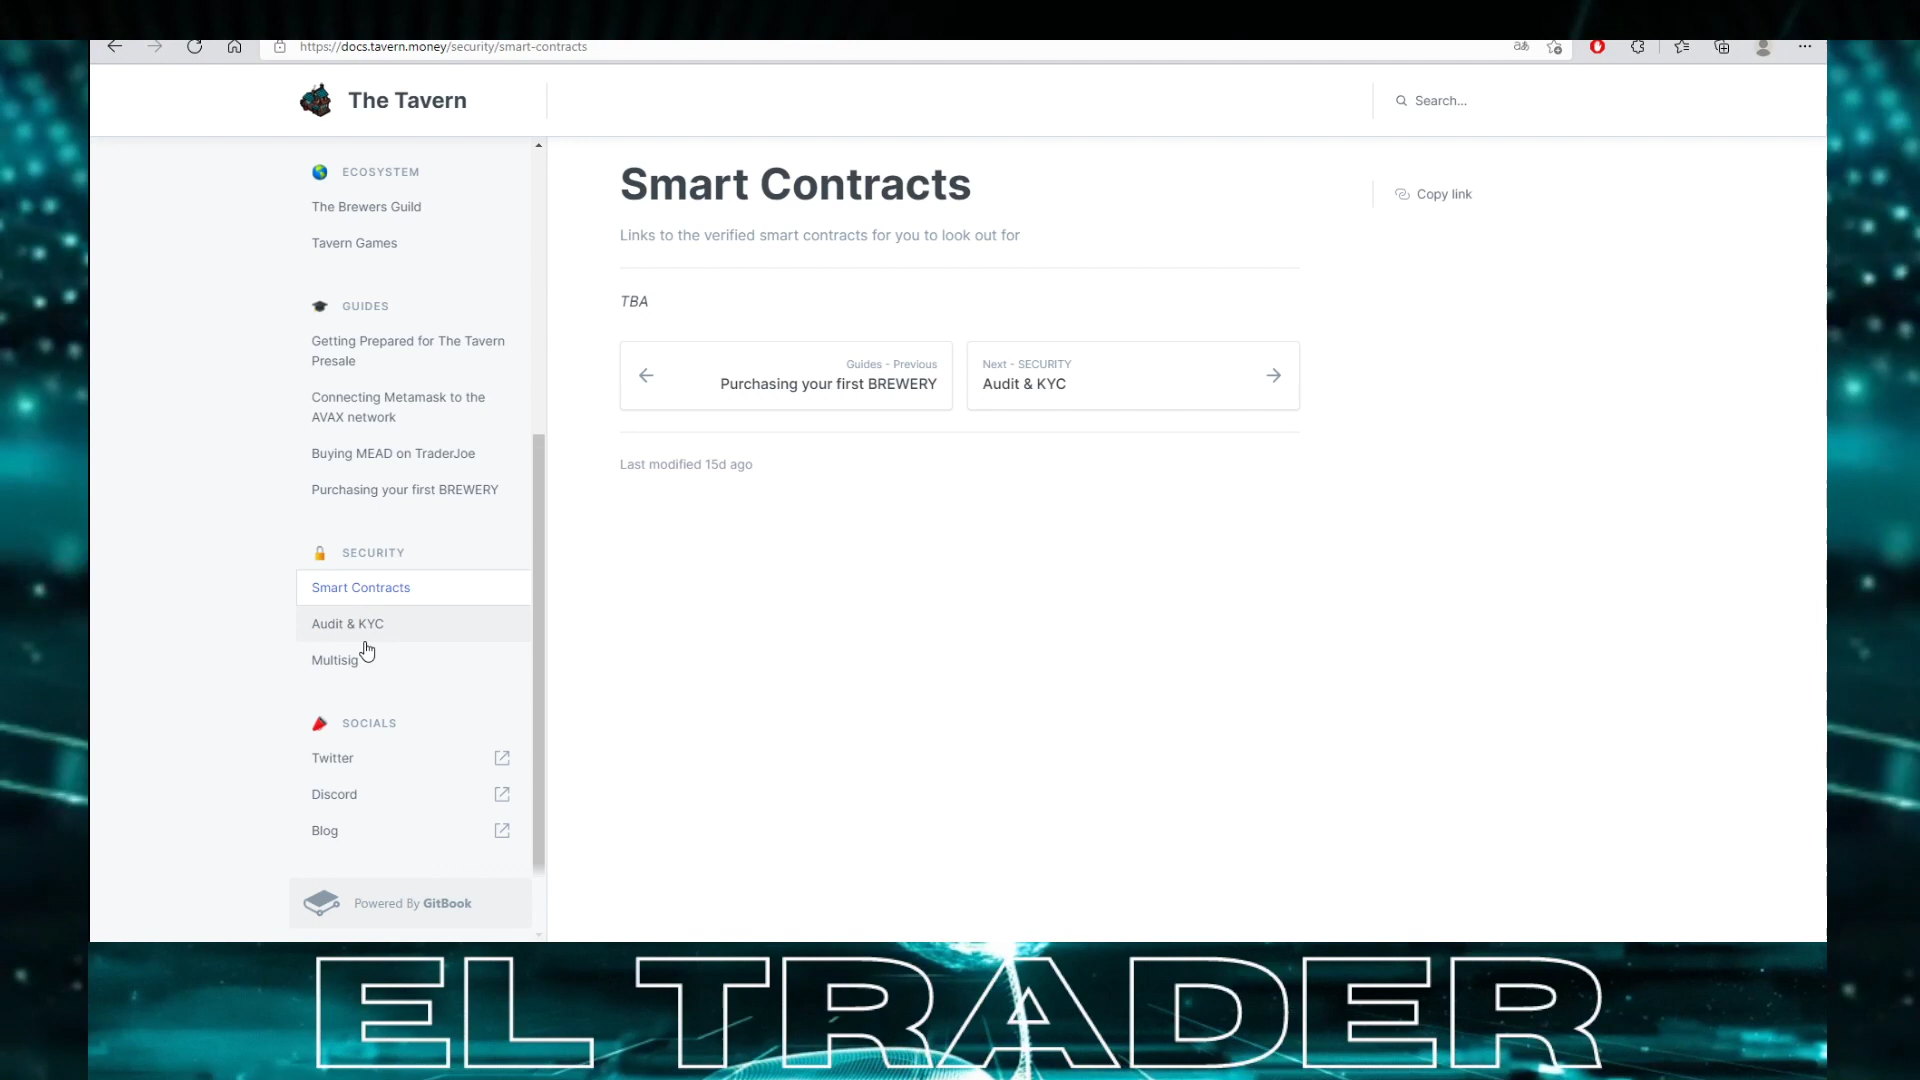 https://docs.tavern.money/security/smart-contracts
The Tavern
Search...
ECOSYSTEM
The Brewers Guild
Tavern Games
GUIDES
Getting Prepared for The Tavern
Presale
Connecting Metamask to the
AVAX network
Buying MEAD on TraderJoe
Purchasing your first BREWERY
SECURITY
Smart Contracts
Audit & KYC
Multisig
SOCIALS
Twitter
Discord
Blog
Powered By GitBook
Smart Contracts
Copy link
Links to the verified smart contracts for you to look out for
TBA
Guides - Previous
Purchasing your first BREWERY
Next - SECURITY
Audit & KYC
Last modified 15d ago
EL TRADER